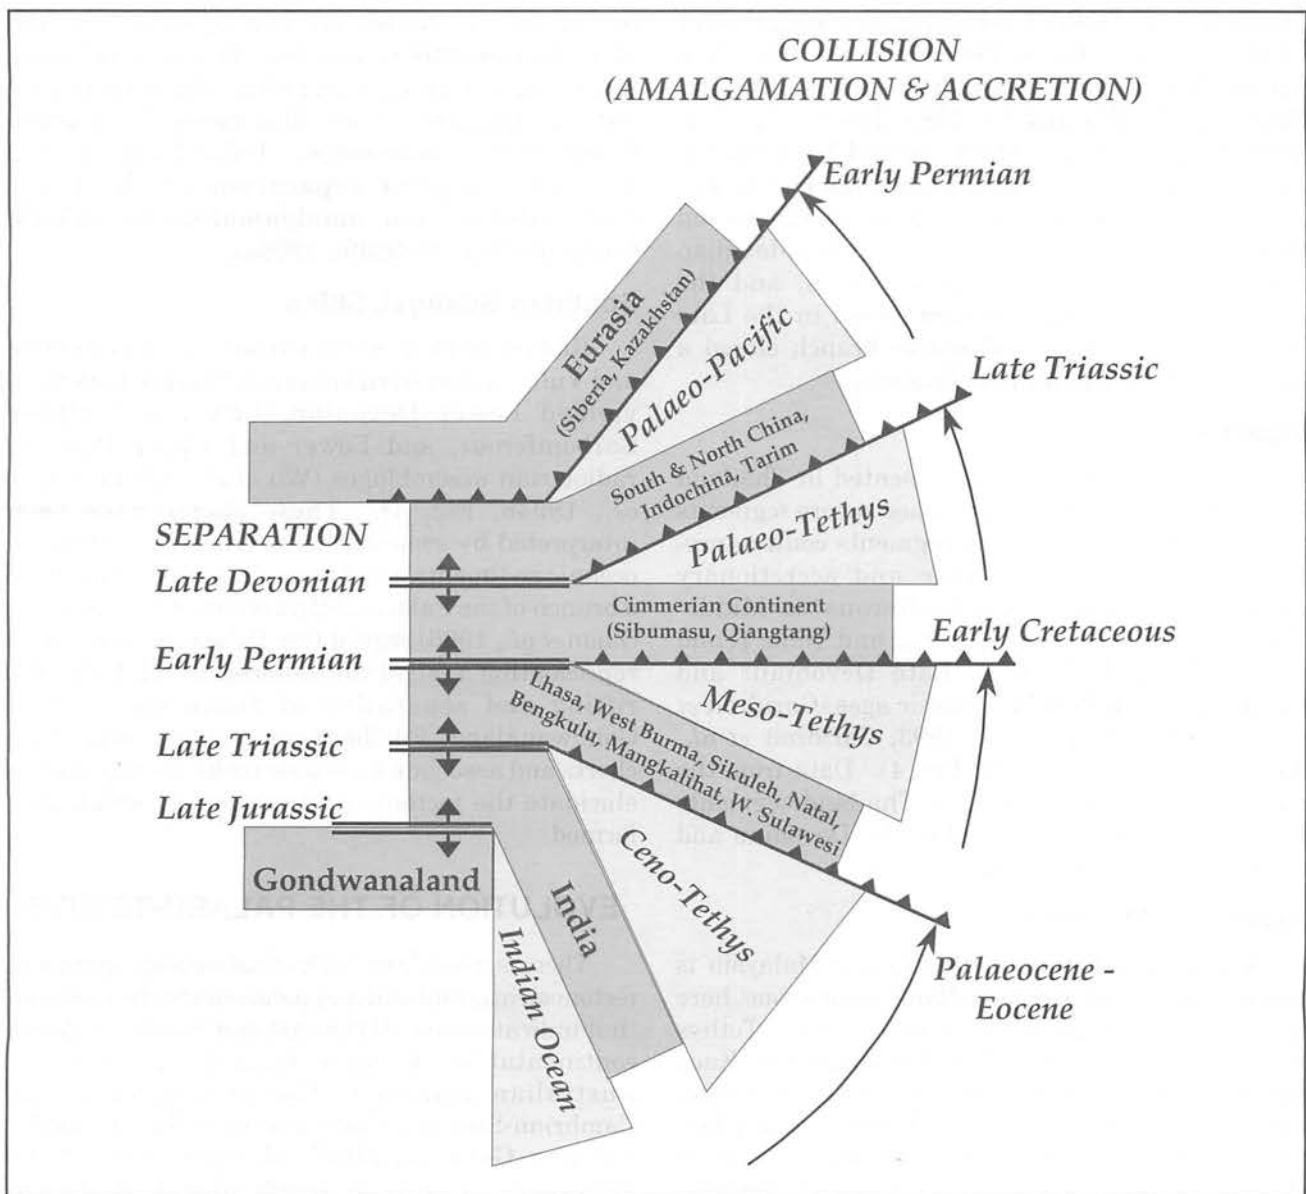 COLLISION
(AMALGAMATION & ACCRETION)
Early Permian
Eurasia
(Siberia, Kazakhstan)
Palaeo-Pacific
Late Triassic
South & North China,
Indochina, Tarim
Palaeo-Tethys
SEPARATION
Late Devonian
Cimmerian Continent
(Sibumasu, Qiangtang)
Early Cretaceous
Early Permian
Lhasa, West Burma, Sikuleh, Natal,
Bengkulu, Mangkalihat, W. Sulawesi
Meso-Tethys
Late Triassic
Late Jurassic
Gondwanaland
India
Ceno-Tethys
Indian Ocean
Palaeocene -
Eocene